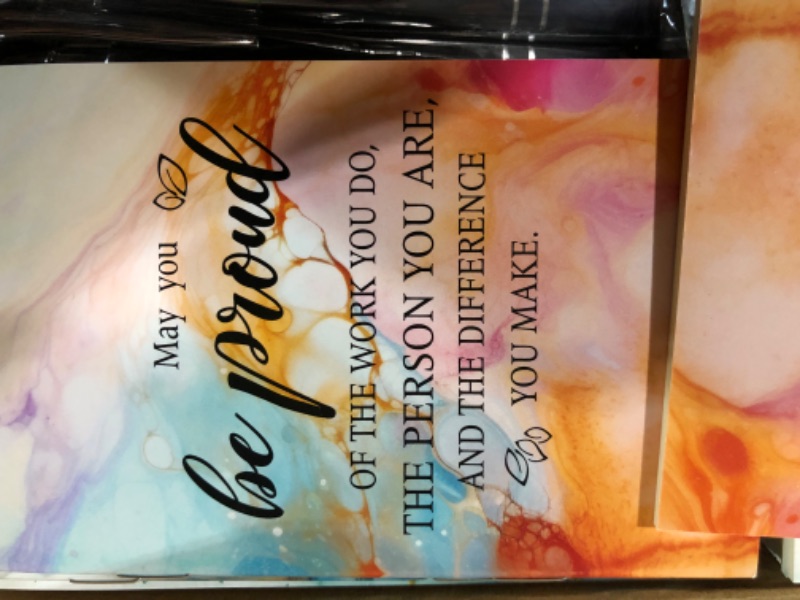 May you
be proud
OF THE WORK YOU DO,
THE PERSON YOU ARE,
AND THE DIFFERENCE
YOU MAKE.